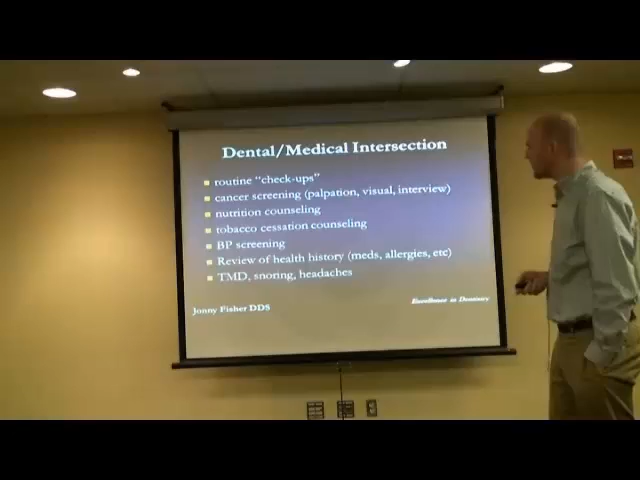 Dental/Medical Intersection
routine "check-ups"
cancer screening (palpation, visual, interview)
nutrition counseling
tobacco cessation counseling
BP screening
Review of health history (meds, allergies, etc)
TMD, snoring, headaches
Jonny Fisher DDS
Excellence in Dentistry